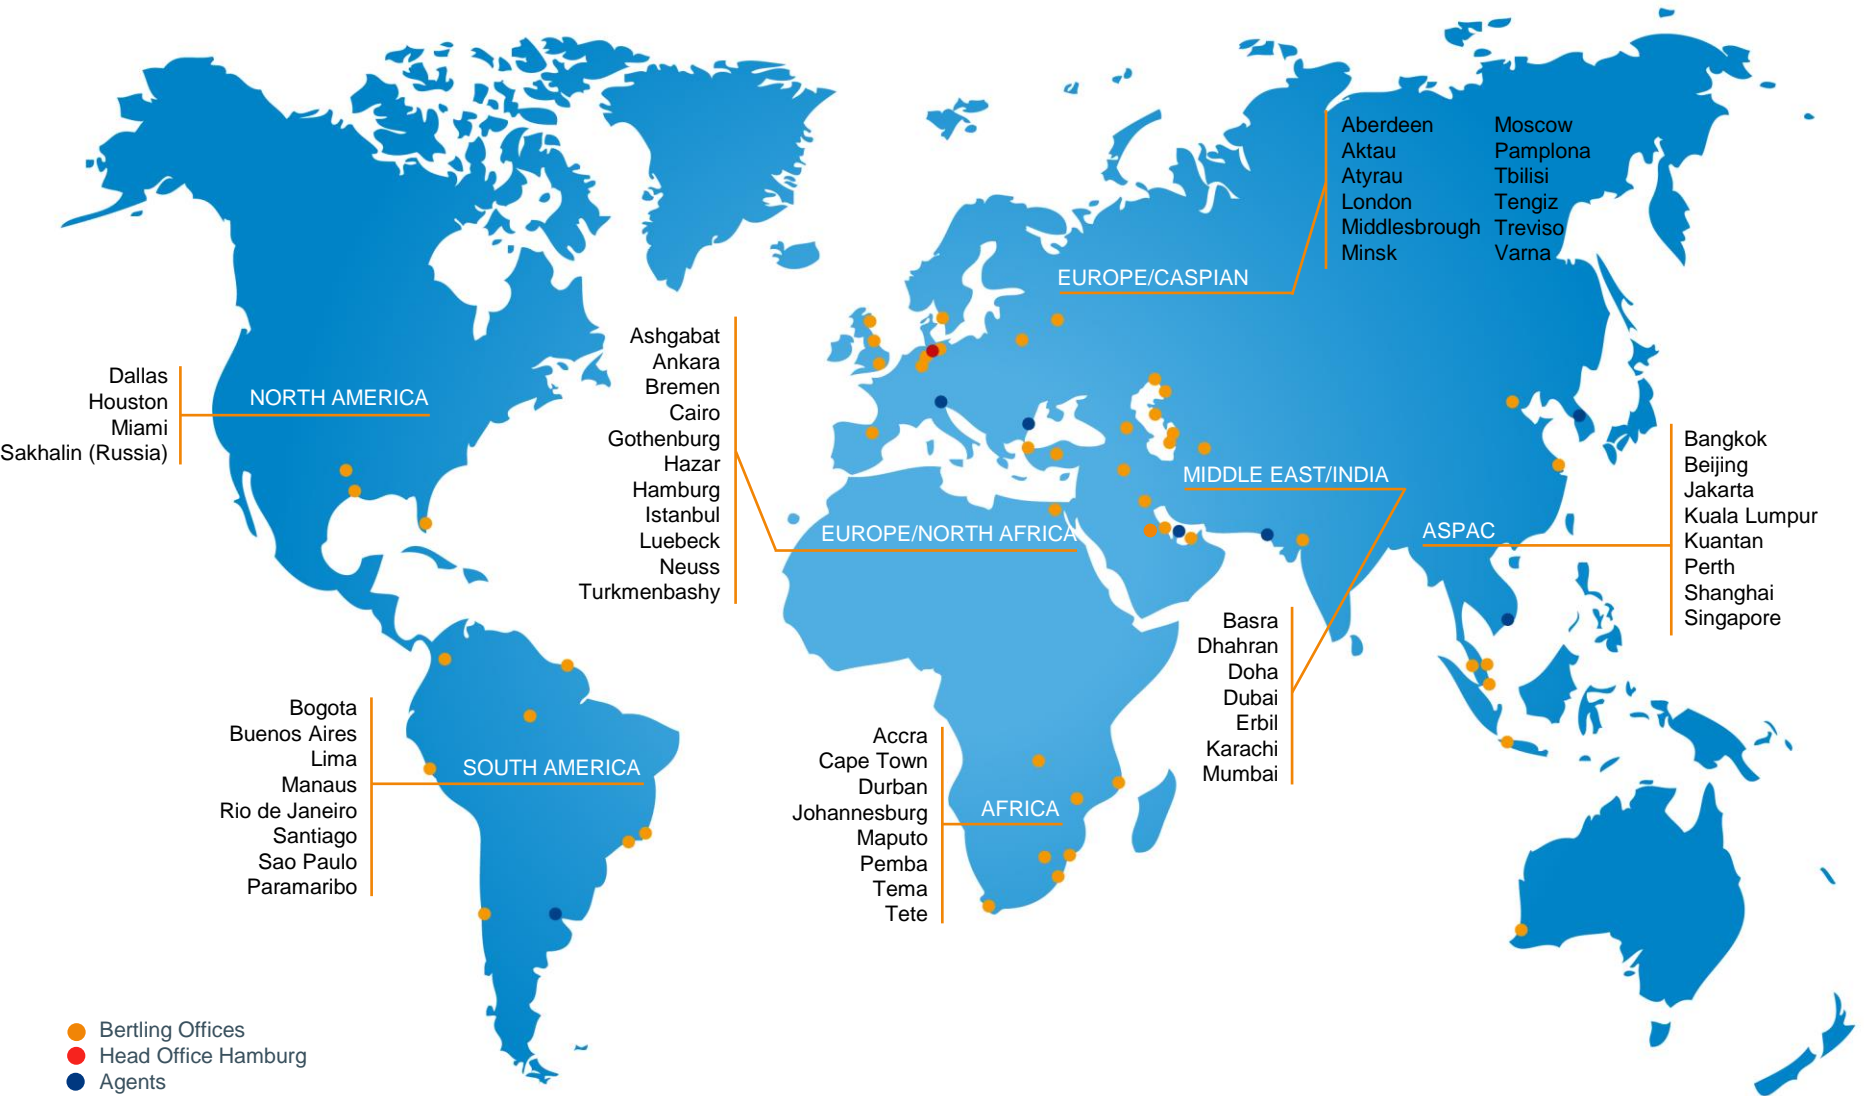 Aberdeen
Aktau
Atyrau
London
Middlesbrough
Minsk
Moscow
Pamplona
Tbilisi
Tengiz
Treviso
Varna
EUROPE/CASPIAN
Dallas
Houston
Miami
Sakhalin (Russia)
NORTH AMERICA
Ashgabat
Ankara
Bremen
Cairo
Gothenburg
Hazar
Hamburg
Istanbul
Luebeck
Neuss
Turkmenbashy
EUROPE/NORTH AFRICA
MIDDLE EAST/INDIA
Basra
Dhahran
Doha
Dubai
Erbil
Karachi
Mumbai
ASPAC
Bangkok
Beijing
Jakarta
Kuala Lumpur
Kuantan
Perth
Shanghai
Singapore
Bogota
Buenos Aires
Lima
Manaus
Rio de Janeiro
Santiago
Sao Paulo
Paramaribo
SOUTH AMERICA
Accra
Cape Town
Durban
Johannesburg
Maputo
Pemba
Tema
Tete
AFRICA
Bertling Offices
Head Office Hamburg
Agents